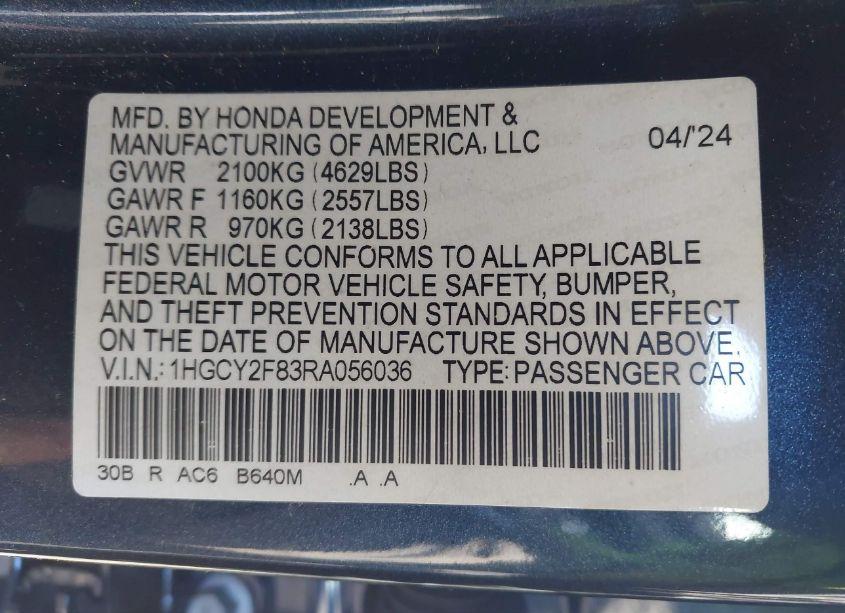 MFD. BY HONDA DEVELOPMENT &
MANUFACTURING OF AMERICA, LLC 04/'24
GVWR 2100KG (4629LBS)
GAWR F 1160KG (2557LBS)
GAWR R 970KG (2138LBS)
THIS VEHICLE CONFORMS TO ALL APPLICABLE
FEDERAL MOTOR VEHICLE SAFETY, BUMPER,
AND THEFT PREVENTION STANDARDS IN EFFECT
ON THE DATE OF MANUFACTURE SHOWN ABOVE.
V.I.N.: 1HGCY2F83RA056036 TYPE: PASSENGER CAR
30B R AC6 B640M .A .A